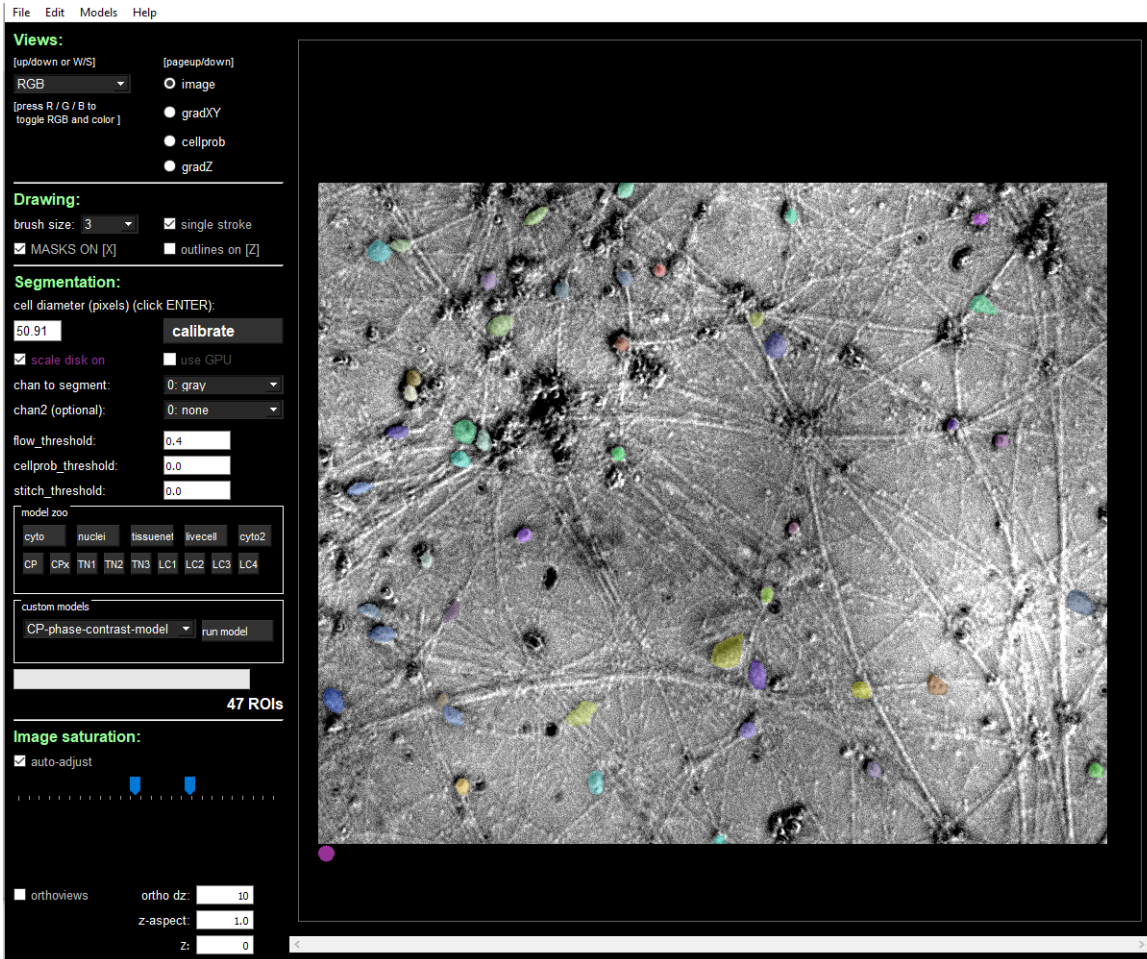 File Edit Models Help
Views:
[up/down or W/S] [pageup/down]
RGB image
[press R / G / B to
toggle RGB and color ]
gradXY
cellprob
gradZ
Drawing:
brush size: 3 single stroke
MASKS ON [X] outlines on [Z]
Segmentation:
cell diameter (pixels) (click ENTER):
50.91 calibrate
scale disk on use GPU
chan to segment: 0: gray
chan2 (optional): 0: none
flow_threshold: 0.4
cellprob_threshold: 0.0
stitch_threshold: 0.0
model zoo
cyto nuclei tissuenet livecell cyto2
CP CPx TN1 TN2 TN3 LC1 LC2 LC3 LC4
custom models
CP-phase-contrast-model run model
47 ROIs
Image saturation:
auto-adjust
orthoviews ortho dz: 10
z-aspect: 1.0
z: 0